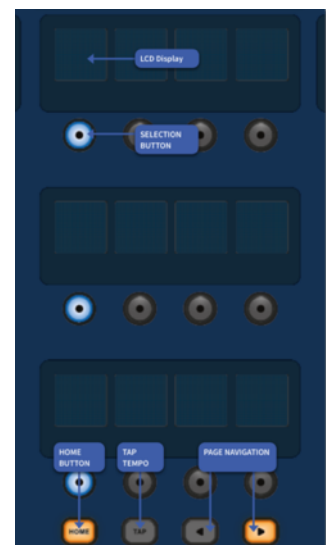 LCD Display
SELECTION
BUTTON
HOME
BUTTON
TAP
TEMPO
PAGE NAVIGATION
HOME
TAP